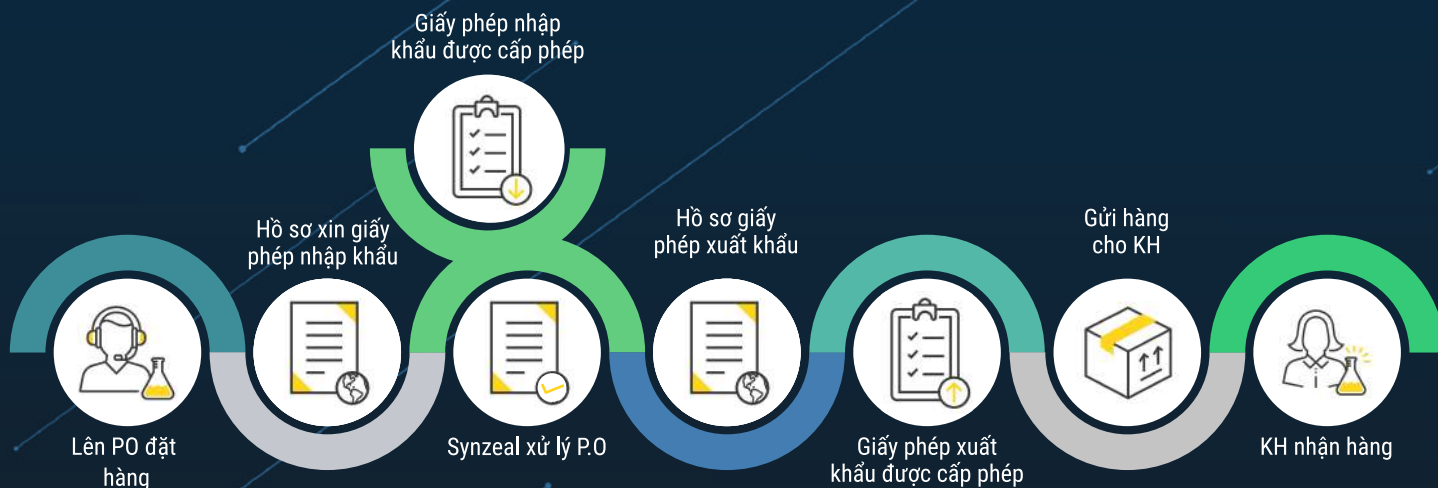 Giấy phép nhập
khẩu được cấp phép
Hồ sơ xin giấy
phép nhập khẩu
Hồ sơ giấy
phép xuất khẩu
Gửi hàng
cho KH
Lên PO đặt
hàng
Synzeal xử lý P.O
Giấy phép xuất
khẩu được cấp phép
KH nhận hàng